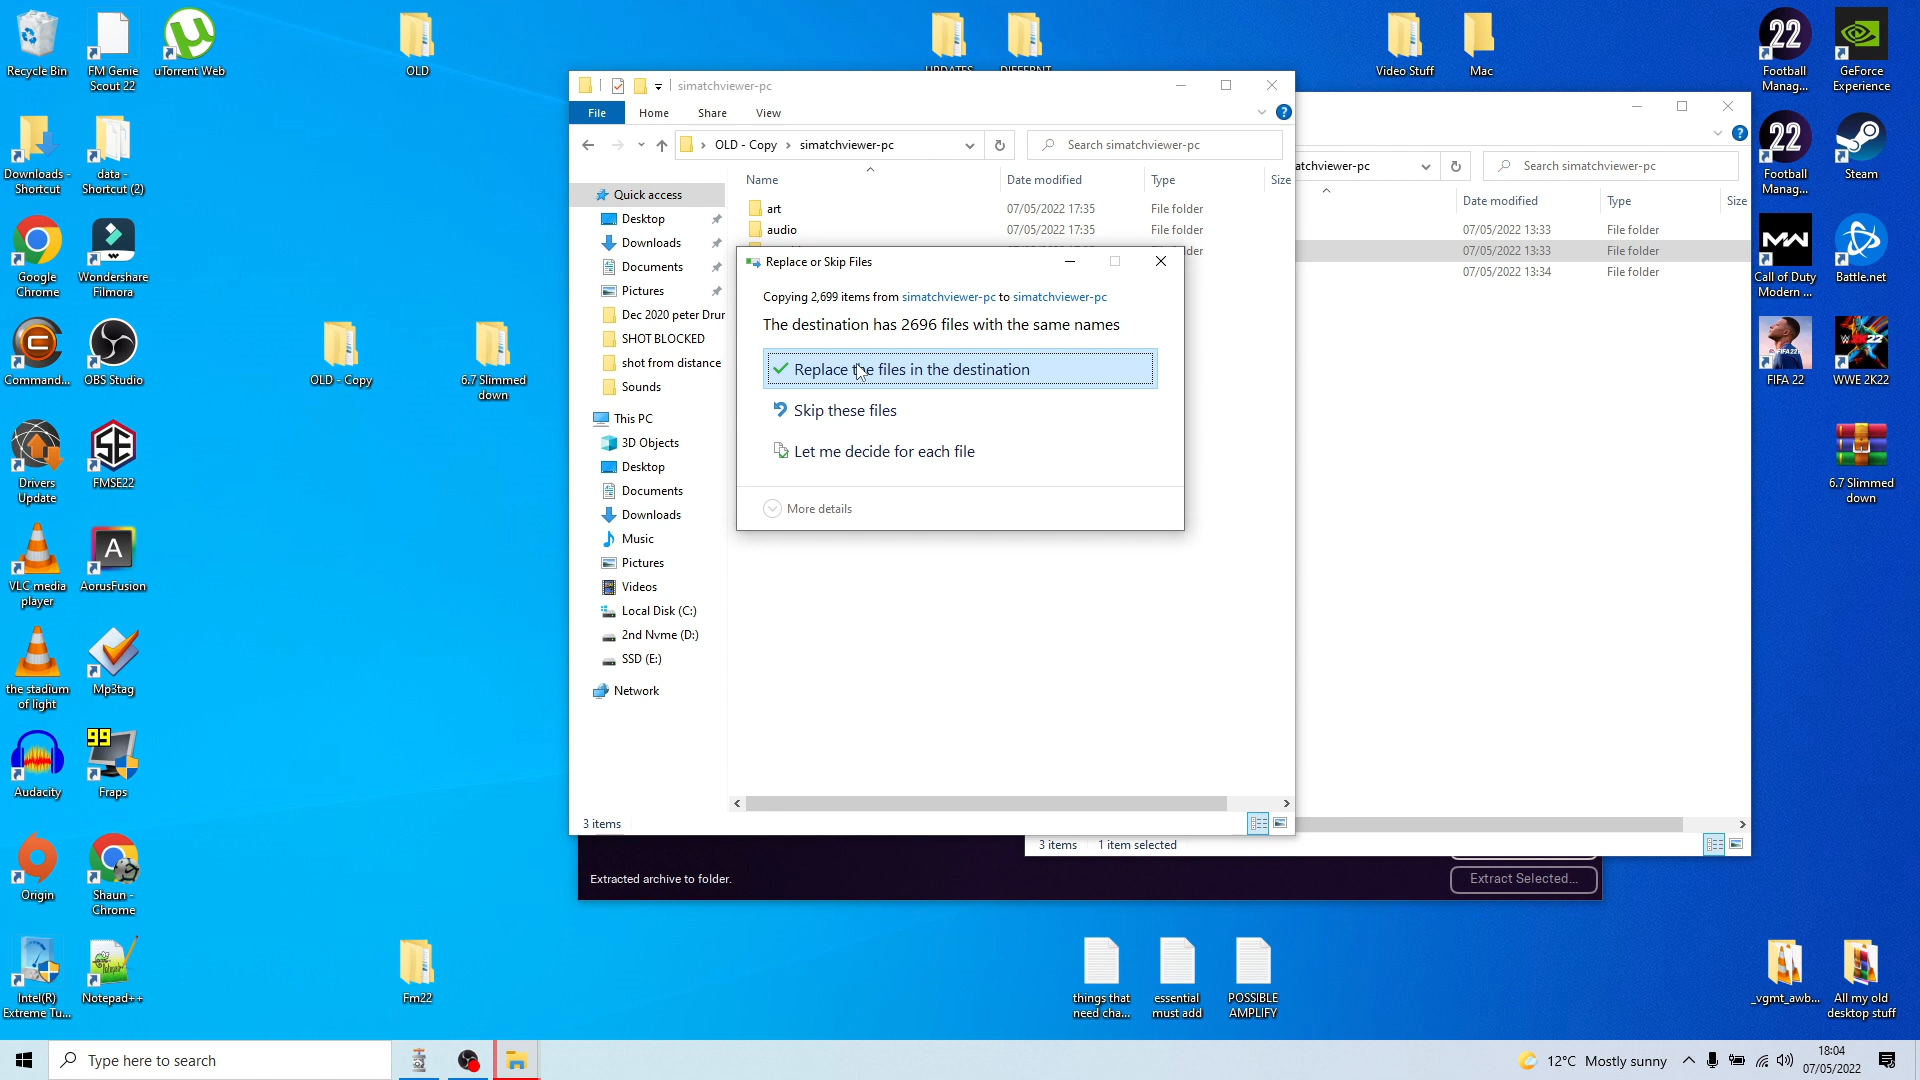 Recycle Bin
FM Genie
Scout 22
uTorrent Web
OLD
UPDATES
DIFFERNT
Video Stuff
Mac
Football
Manag...
GeForce
Experience
Downloads -
Shortcut
data -
Shortcut (2)
Football
Manag...
Steam
Google
Chrome
Wondershare
Filmora
Call of Duty
Modern ...
Battle.net
Command...
OBS Studio
OLD - Copy
6.7 Slimmed
down
FIFA 22
WWE 2K22
Drivers
Update
FMSE22
6.7 Slimmed
down
VLC media
player
AorusFusion
the stadium
of light
Mp3tag
99
Audacity
Fraps
Origin
Shaun -
Chrome
Intel(R)
Extreme Tu...
Notepad++
Fm22
things that
need cha...
essential
must add
POSSIBLE
AMPLIFY
_vgmt_awb...
All my old
desktop stuff
simatchviewer-pc
File
Home
Share
View
OLD - Copy
simatchviewer-pc
Search simatchviewer-pc
Name
Date modified
Type
Size
art
07/05/2022 17:35
File folder
audio
07/05/2022 17:35
File folder
Quick access
Desktop
Downloads
Documents
Pictures
Dec 2020 peter Drur
SHOT BLOCKED
shot from distance
Sounds
This PC
3D Objects
Desktop
Documents
Downloads
Music
Pictures
Videos
Local Disk (C:)
2nd Nvme (D:)
SSD (E:)
Network
3 items
Replace or Skip Files
Copying 2,699 items from simatchviewer-pc to simatchviewer-pc
The destination has 2696 files with the same names
Replace the files in the destination
Skip these files
Let me decide for each file
More details
atchviewer-pc
Search simatchviewer-pc
Date modified
Type
Size
07/05/2022 13:33
File folder
07/05/2022 13:33
File folder
07/05/2022 13:34
File folder
3 items
1 item selected
Extracted archive to folder.
Extract Selected...
Type here to search
12°C Mostly sunny
18:04
07/05/2022